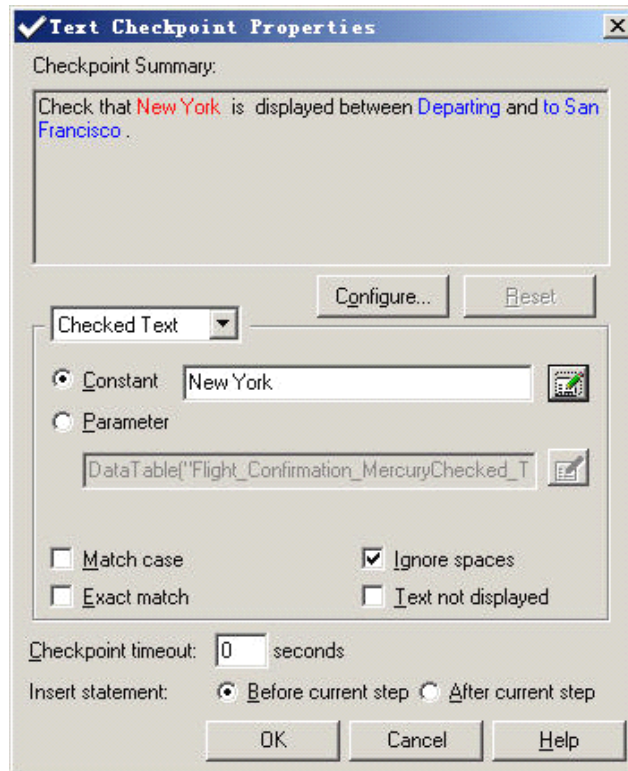 Text Checkpoint Properties
Checkpoint Summary:
Check that New York is displayed between Departing and to San
Francisco .
Configure... Reset
Checked Text
Constant New York
Parameter
DataTable("Flight_Confirmation_MercuryChecked_T
Match case Ignore spaces
Exact match Text not displayed
Checkpoint timeout: 0 seconds
Insert statement: Before current step After current step
OK Cancel Help